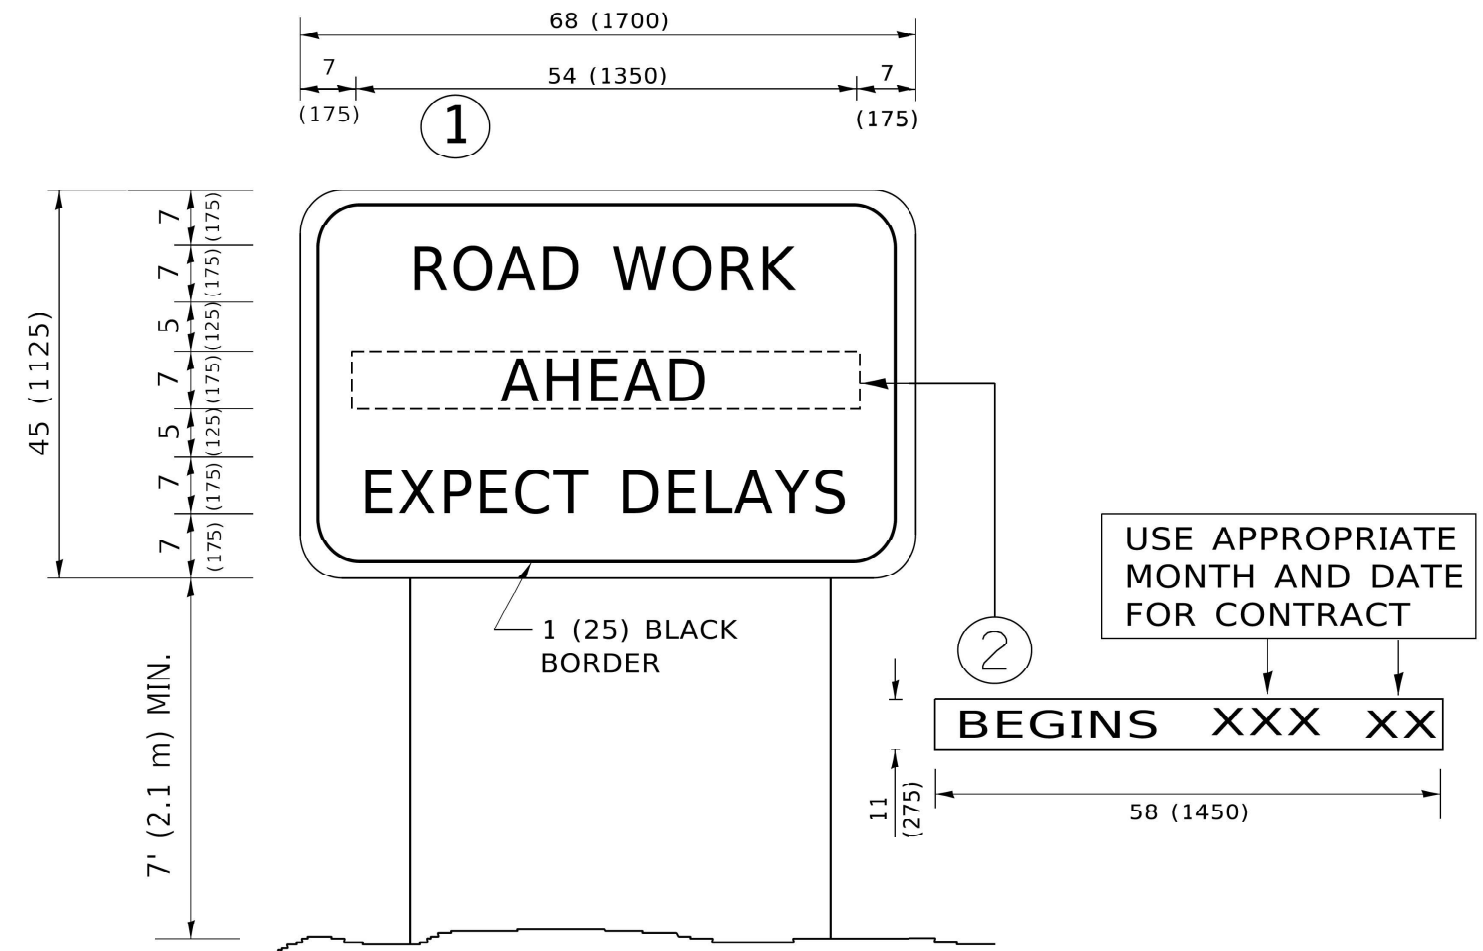 68 (1700)
7
54 (1350)
7
(175)
(175)
1
7
(175)
7
(175)
5
(125)
7
(175)
5
(125)
7
(175)
7
(175)
45 (1125)
ROAD WORK
AHEAD
EXPECT DELAYS
1 (25) BLACK
BORDER
7' (2.1 m) MIN.
USE APPROPRIATE
MONTH AND DATE
FOR CONTRACT
2
BEGINS XXX XX
11
(275)
58 (1450)